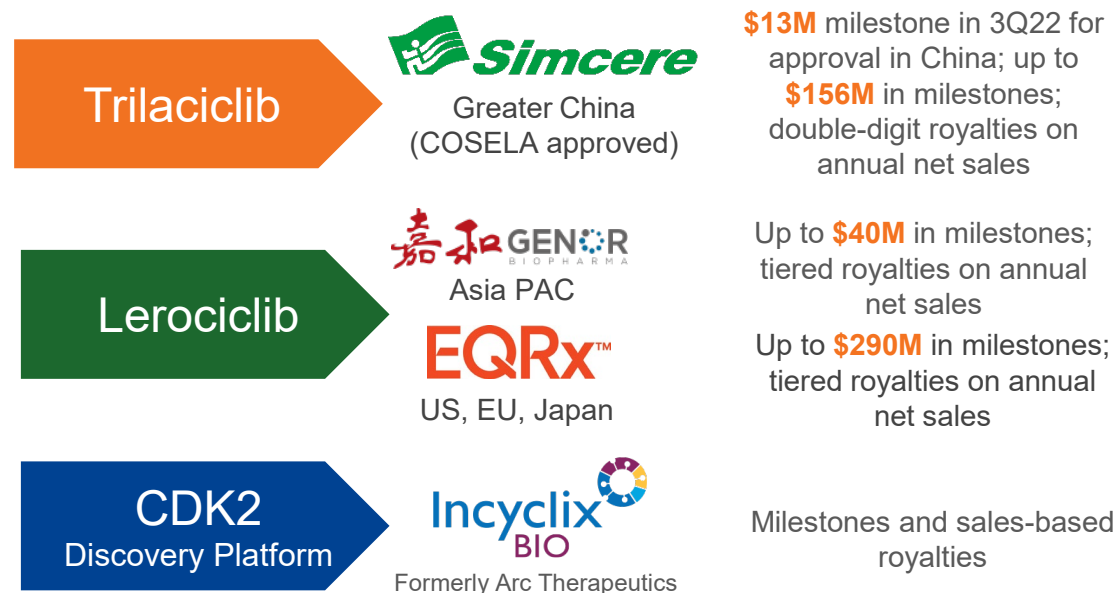 Trilaciclib
Simcere
Greater China
(COSELA approved)
$13M milestone in 3Q22 for
approval in China; up to
$156M in milestones;
double-digit royalties on
annual net sales
Lerociclib
嘉和 GENOR
BIOPHARMA
Asia PAC
Up to $40M in milestones;
tiered royalties on annual
net sales
EQRx™
US, EU, Japan
Up to $290M in milestones;
tiered royalties on annual
net sales
CDK2
Discovery Platform
Incyclix
BIO
Formerly Arc Therapeutics
Milestones and sales-based
royalties